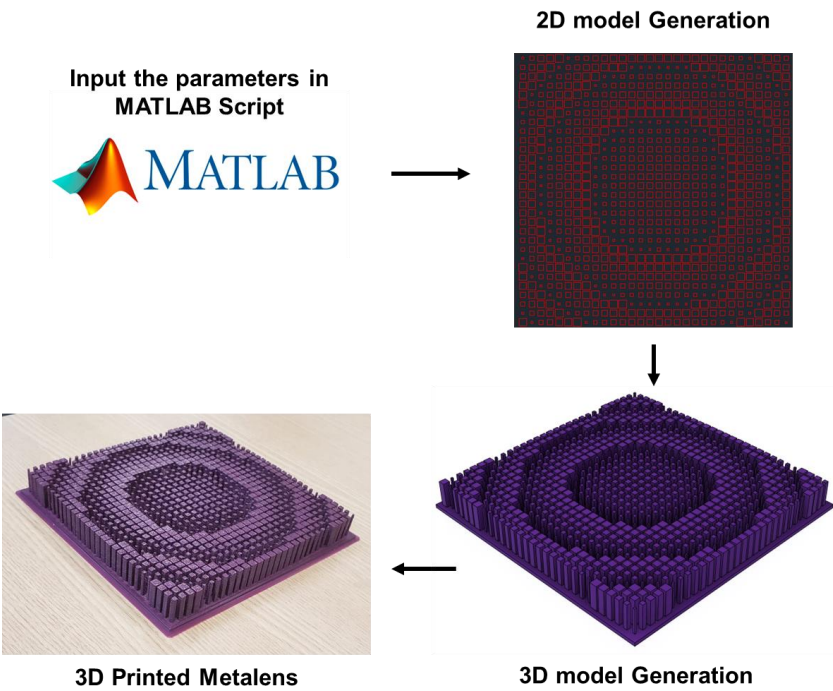 2D model Generation
Input the parameters in
MATLAB Script
MATLAB
3D Printed Metalens
3D model Generation